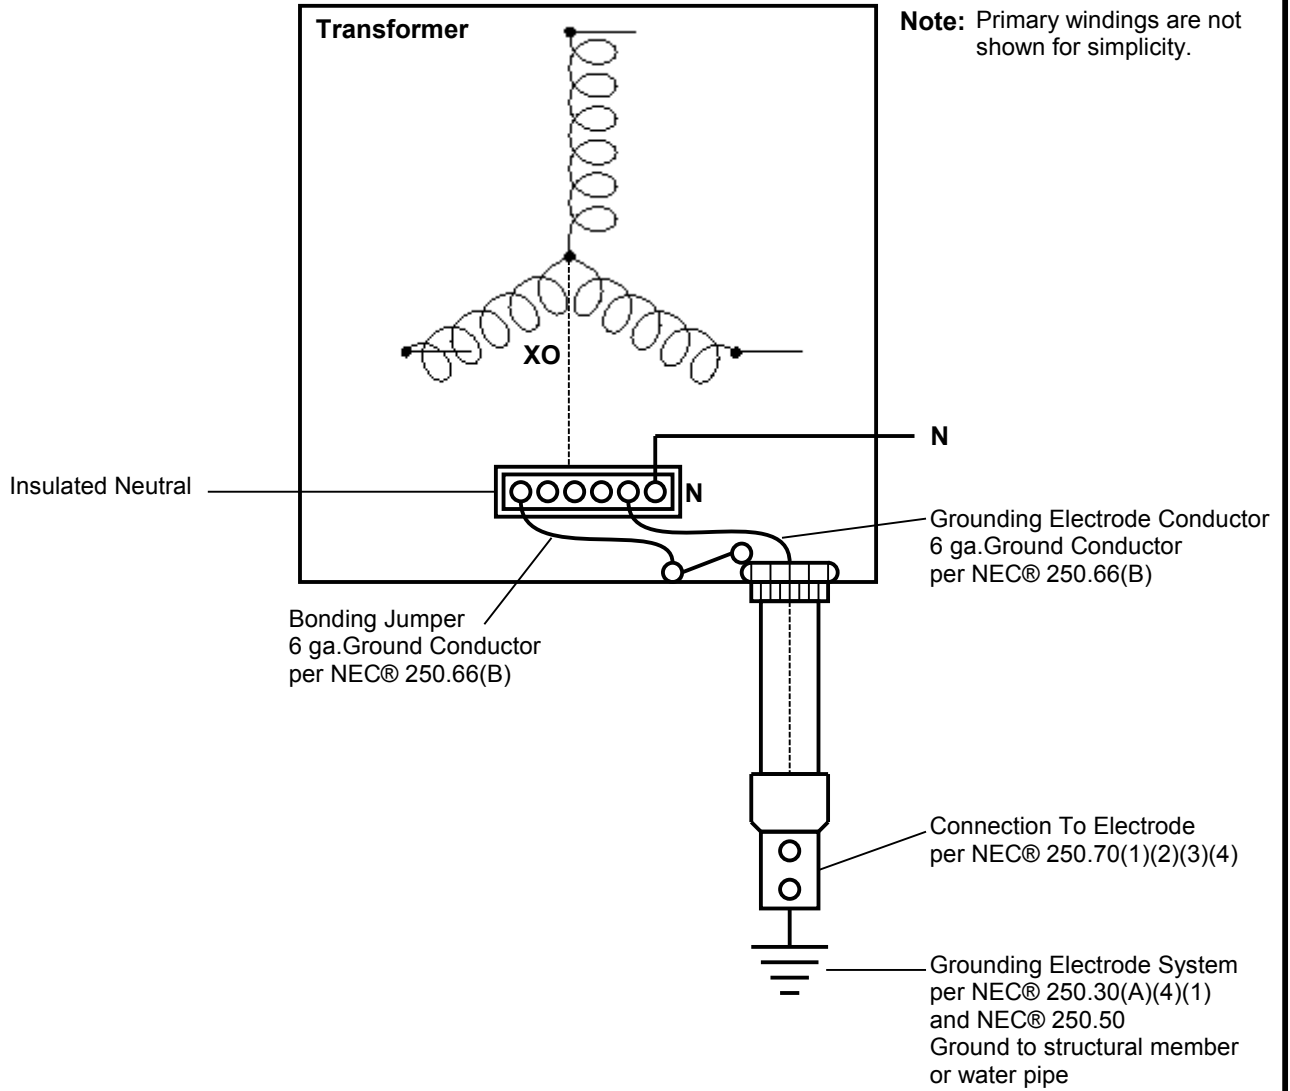 Transformer
Note: Primary windings are not
shown for simplicity.
XO
N
Insulated Neutral
N
Grounding Electrode Conductor
6 ga.Ground Conductor
per NEC® 250.66(B)
Bonding Jumper
6 ga.Ground Conductor
per NEC® 250.66(B)
Connection To Electrode
per NEC® 250.70(1)(2)(3)(4)
Grounding Electrode System
per NEC® 250.30(A)(4)(1)
and NEC® 250.50
Ground to structural member
or water pipe